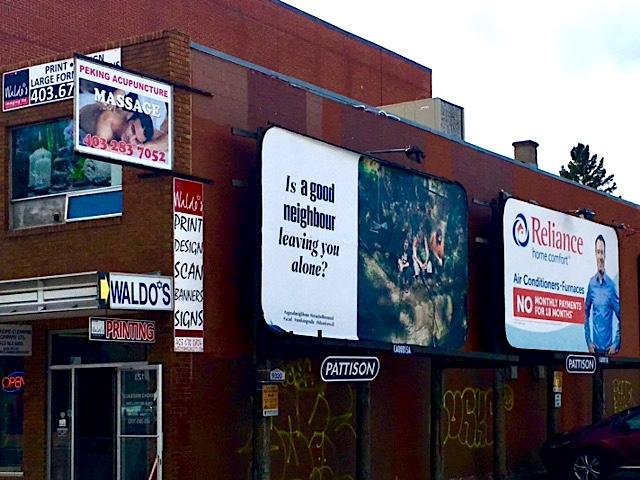 Waldo's
PRINT
LARGE FOR
403.67
PEKING ACUPUNCTURE
MASSAGE
403 283 7052
Waldo's
PRINT
DESIGN
SCAN
BANNERS
SIGNS
WALDO'S
PRINTING
OPEN
Is a good
neighbour
leaving you
alone?
PATTISON
Reliance
home comfort
Air Conditioners·Furnaces
NO MONTHLY PAYMENTS
FOR 18 MONTHS*
PATTISON